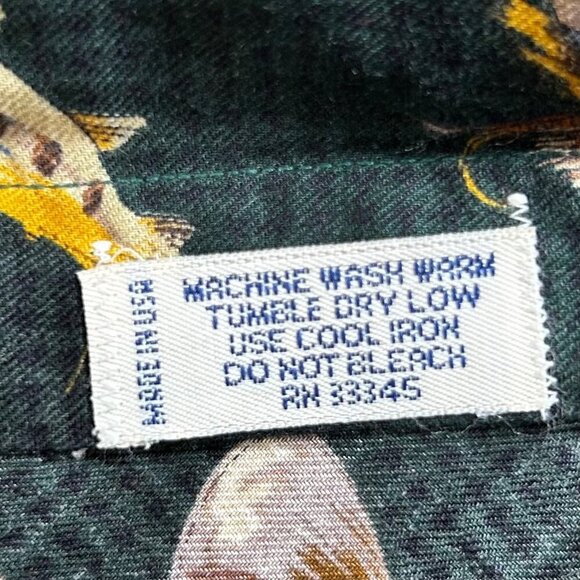 MACHINE WASH WARM
TUMBLE DRY LOW
USE COOL IRON
DO NOT BLEACH
RN 33345
MADE IN USA